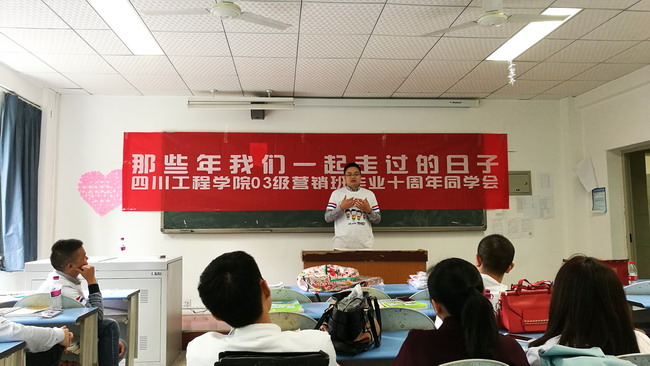 那些年我们一起走过的日子
四川工程学院03级营销班毕业十周年同学会